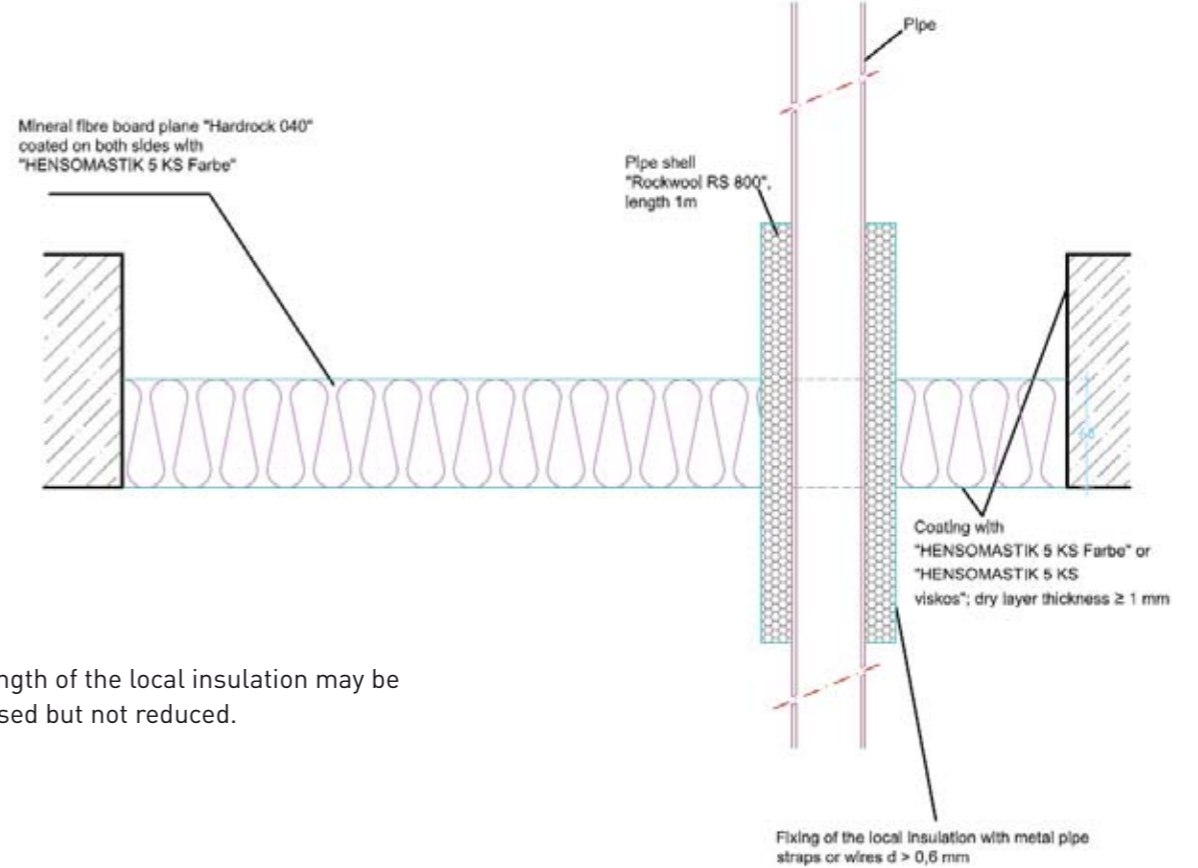 Pipe
Mineral fibre board plane "Hardrock 040"
coated on both sides with
"HENSOMASTIK 5 KS Farbe"
Pipe shell
"Rockwool RS 800",
length 1m
Coating with
"HENSOMASTIK 5 KS Farbe" or
"HENSOMASTIK 5 KS
viskos"; dry layer thickness ≥ 1 mm
ngth of the local insulation may be
sed but not reduced.
Fixing of the local insulation with metal pipe
straps or wires d > 0,6 mm